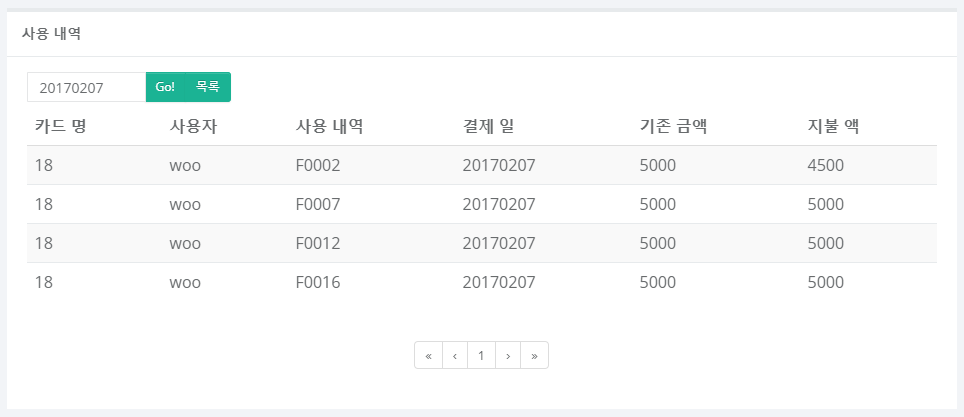 사용 내역
20170207 Go! 목록
카드 명 사용자 사용 내역 결제 일 기존 금액 지불 액
18 woo F0002 20170207 5000 4500
18 woo F0007 20170207 5000 5000
18 woo F0012 20170207 5000 5000
18 woo F0016 20170207 5000 5000
« ‹ 1 › »